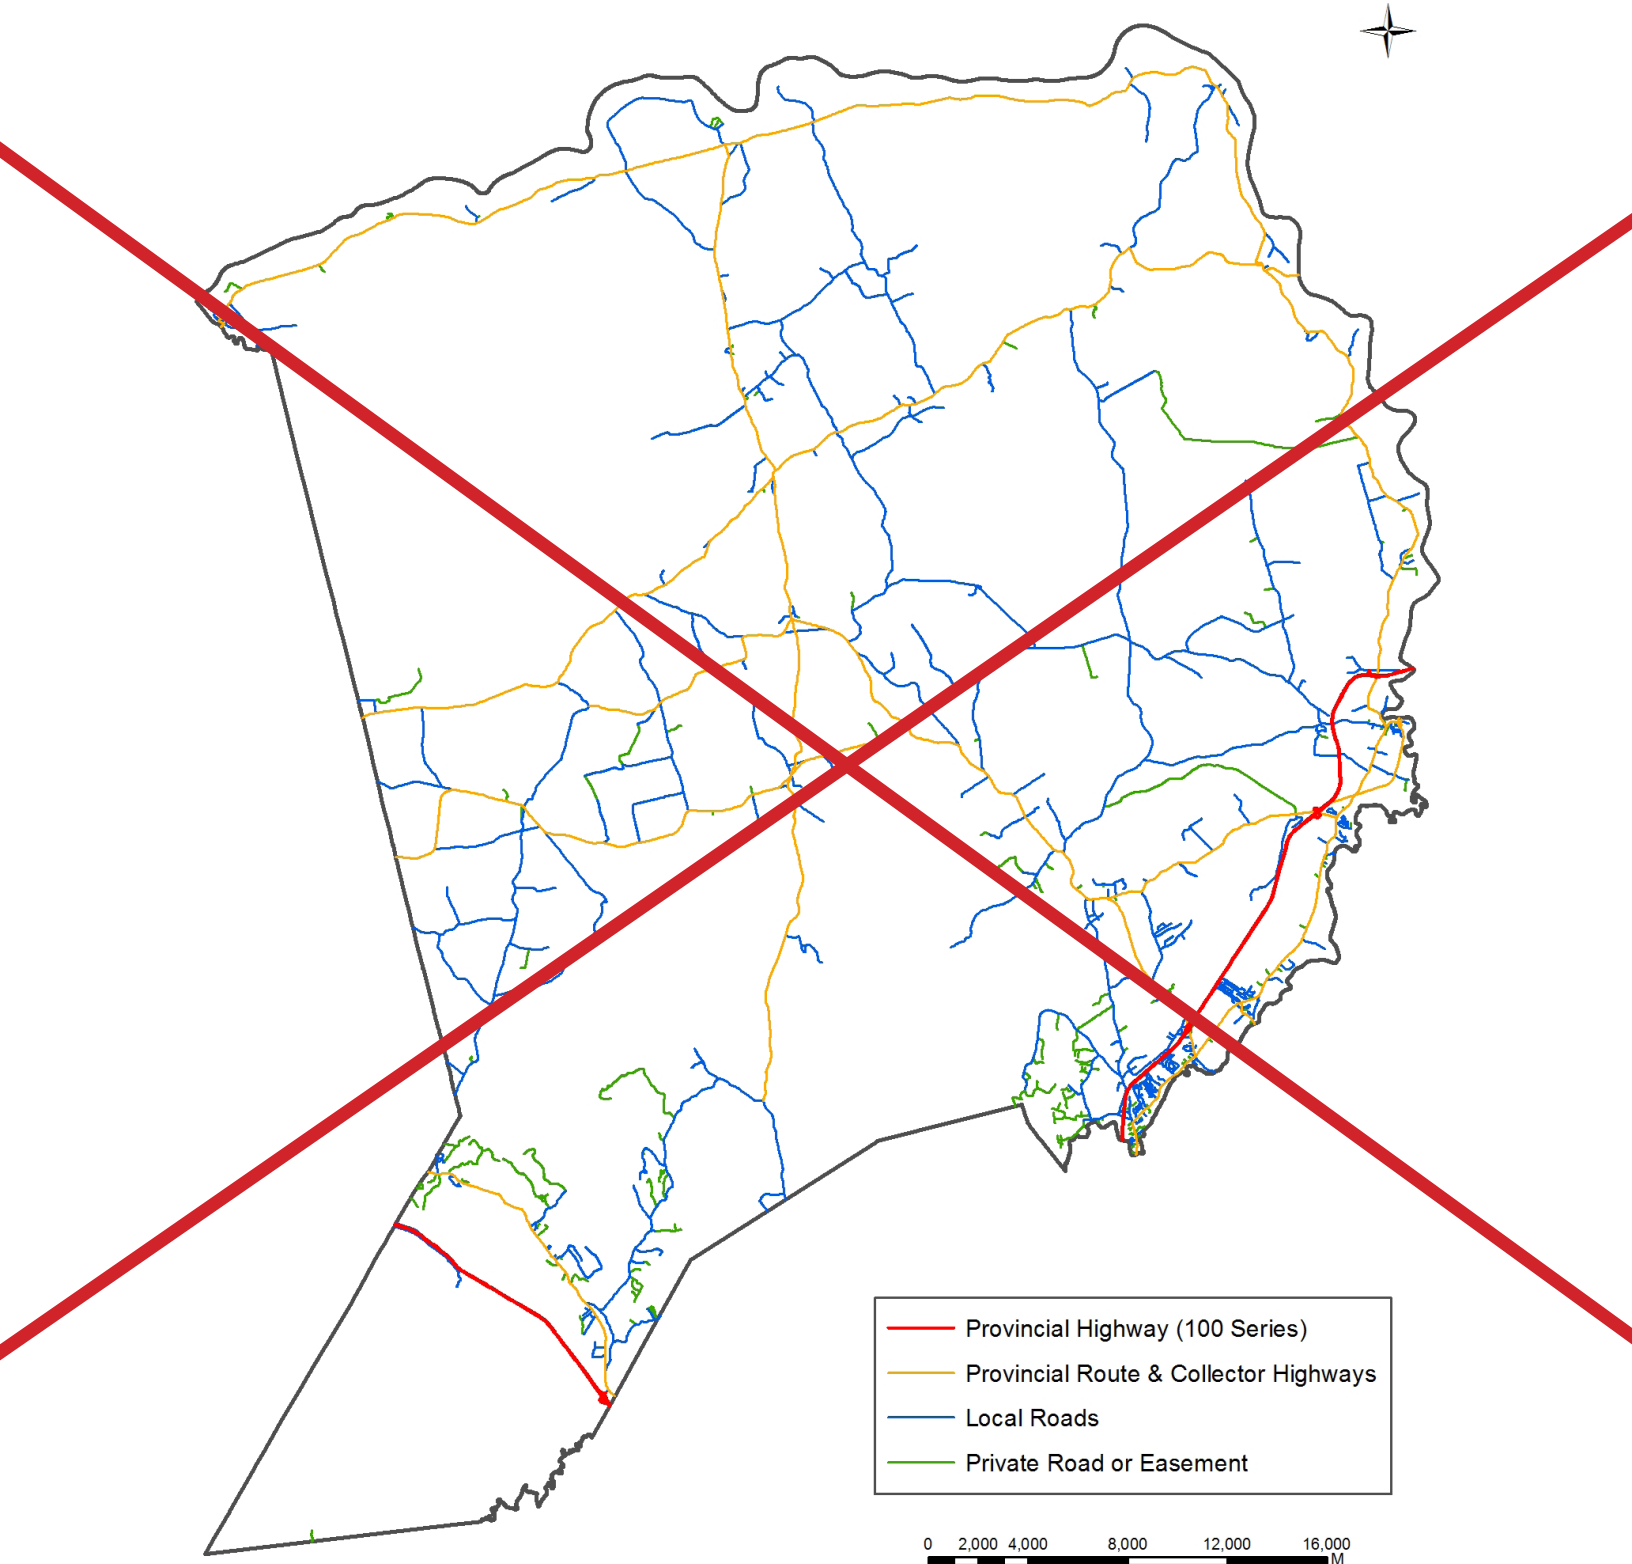 Provincial Highway (100 Series)
Provincial Route & Collector Highways
Local Roads
Private Road or Easement
0 2,000 4,000 8,000 12,000 16,000
M